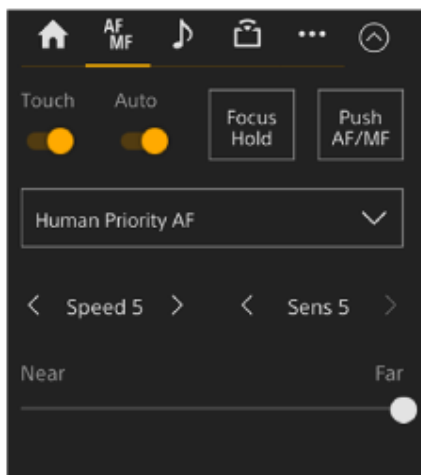 AF
MF
Touch Auto
Focus
Hold
Push
AF/MF
Human Priority AF
Speed 5 Sens 5
Near Far